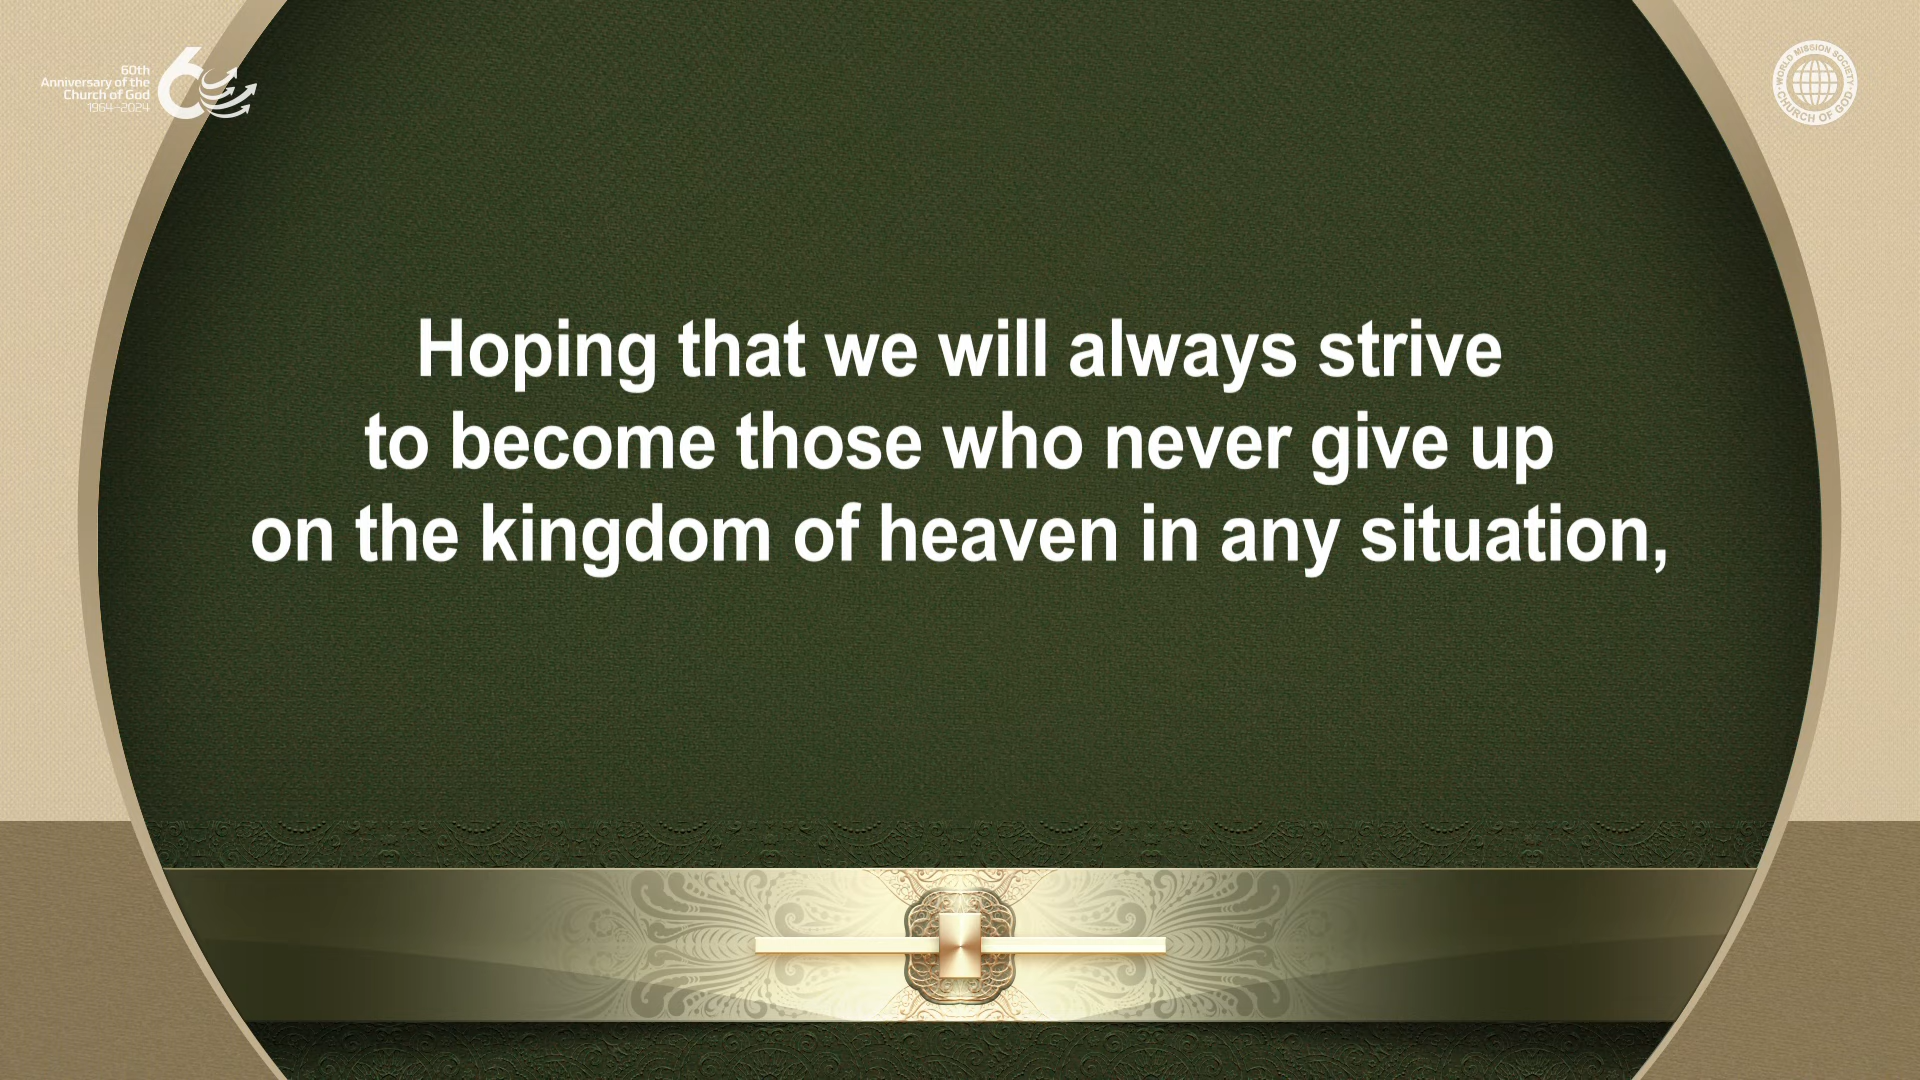 60th
Anniversary of the
Church of God
1964–2024
60
WORLD MISSION SOCIETY
CHURCH OF GOD
Hoping that we will always strive
to become those who never give up
on the kingdom of heaven in any situation,